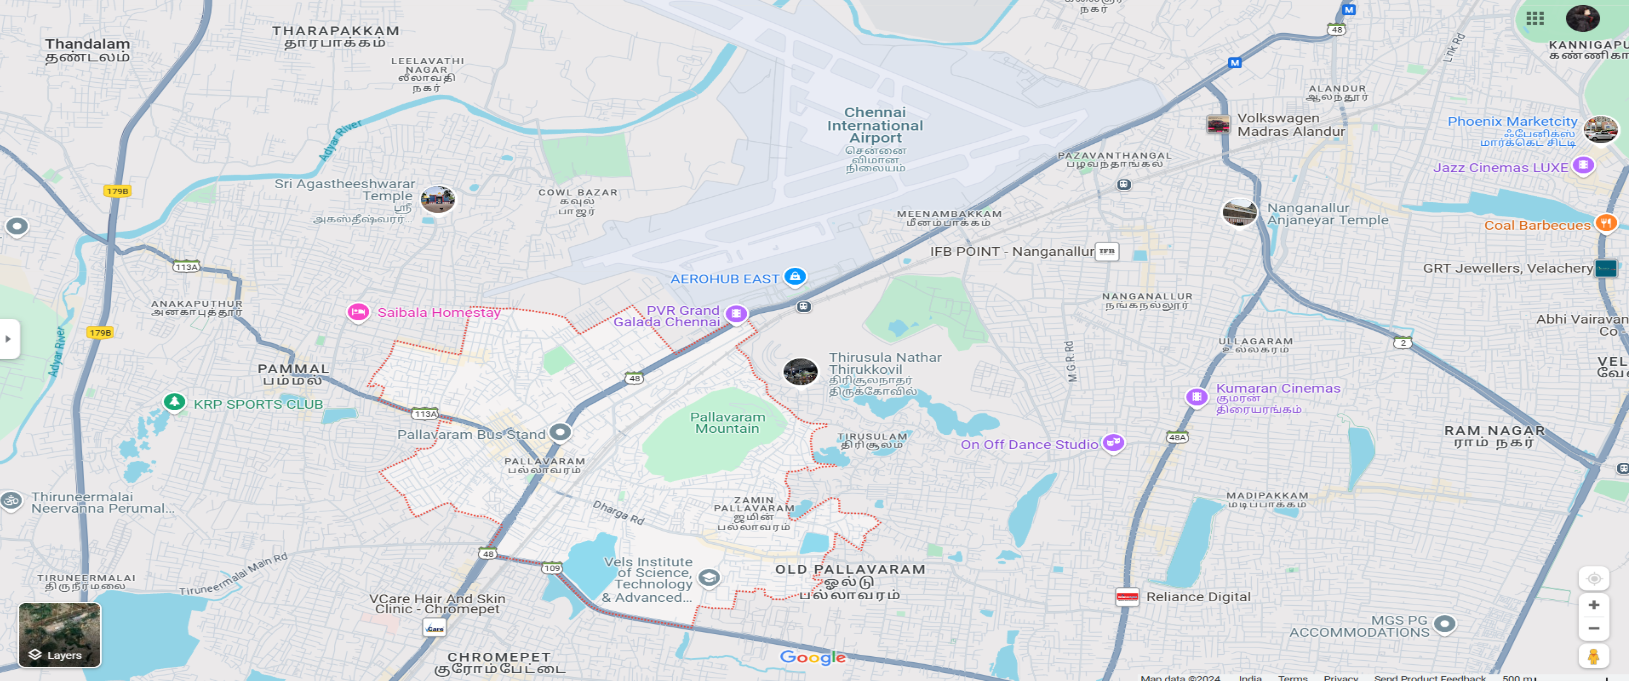 Thandalam
தண்டலம்
THARAPAKKAM
தாரபாக்கம்
LEELAVATHI
NAGAR
லீலாவதி
நகர்
நகர்
48
M
M
Lnk Rd
KANNIGAPU
கண்ணிகா
ALANDUR
ஆலந்தூர்
Chennai
International
Airport
சென்னை
விமான
நிலையம்
Volkswagen
Madras Alandur
Phoenix Marketcity
ஃபீனிக்ஸ்
மார்க்கெட் சிட்டி
Adyar River
PAZAVANTHANGAL
பழவந்தாங்கல்
Jazz Cinemas LUXE
179B
Sri Agastheeshwarar
Temple
ஸ்ரீ
அகஸ்தீஷ்வரர்
COWL BAZAR
கவுல்
பாஜர்
MEENAMBAKKAM
மீனம்பாக்கம்
Nanganallur
Anjaneyar Temple
Coal Barbecues
IFB POINT - Nanganallur
IFB
113A
GRT Jewellers, Velachery
AEROHUB EAST
ANAKAPUTHUR
அனகாபுத்தூர்
Saibala Homestay
PVR Grand
Galada Chennai
NANGANALLUR
நங்கநல்லூர்
Abhi Vairavan
Co
179B
Adyar River
M.G.R.Rd
ULLAGARAM
உள்ளகரம்
2
PAMMAL
பம்மல்
48
Thirusula Nathar
Thirukkovil
திரிசூலநாதர்
திருக்கோவில்
VEL
வே
KRP SPORTS CLUB
113A
Kumaran Cinemas
குமரன்
திரையரங்கம்
Pallavaram
Mountain
Pallavaram Bus Stand
TIRUSULAM
திரிசூலம்
On Off Dance Studio
48A
RAM NAGAR
ராம் நகர்
PALLAVARAM
பல்லாவரம்
Thiruneermalai
Neervanna Perumal...
Dharga Rd
ZAMIN
PALLAVARAM
ஜமீன்
பல்லாவரம்
MADIPAKKAM
மடிப்பாக்கம்
48
109
Vels Institute
of Science,
Technology
& Advanced...
OLD PALLAVARAM
ஓல்டு
பல்லாவரம்
TIRUNEERMALAI
திருநீர்மலை
Tiruneermalai Main Rd
VCare Hair And Skin
Clinic - Chromepet
Reliance Digital
MGS PG
ACCOMMODATIONS
Layers
CHROMEPET
குரோம்பேட்டை
Google
Map data ©2024 India Terms Privacy Send Product Feedback 500 m